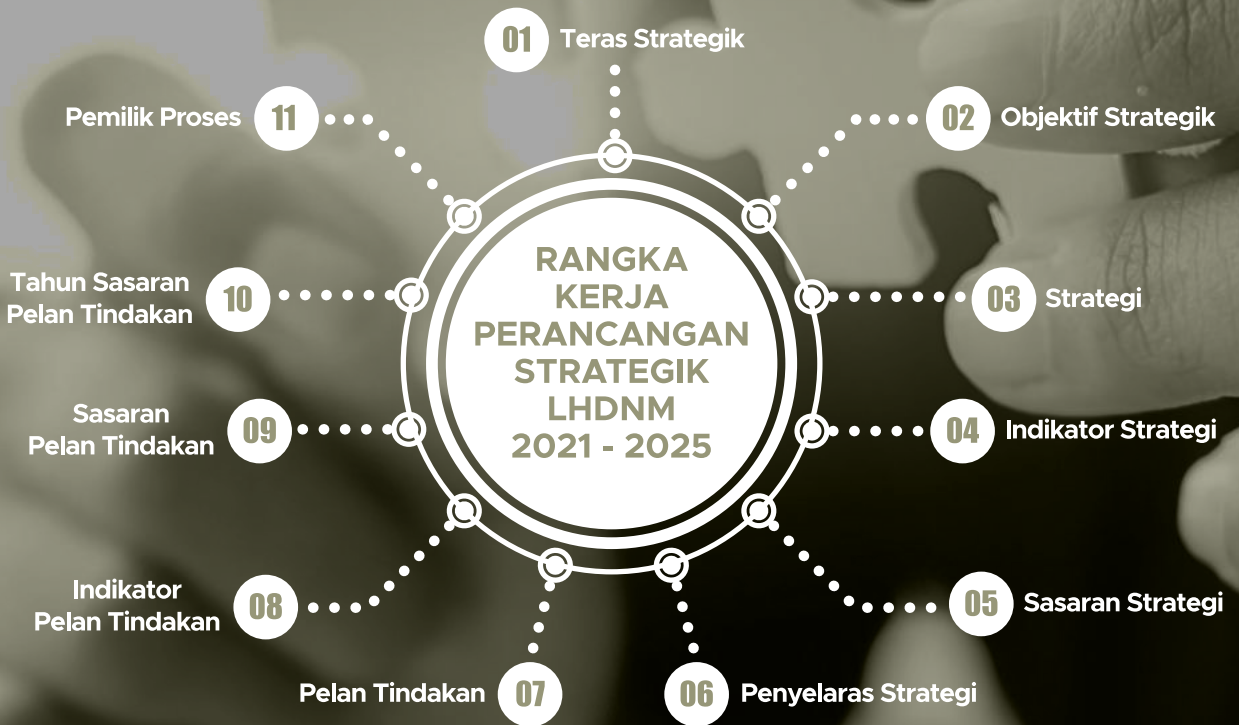 RANGKA
KERJA
PERANCANGAN
STRATEGIK
LHDNM
2021 - 2025
01 Teras Strategik
02 Objektif Strategik
03 Strategi
04 Indikator Strategi
05 Sasaran Strategi
06 Penyelaras Strategi
Pelan Tindakan 07
Indikator
Pelan Tindakan 08
Sasaran
Pelan Tindakan 09
Tahun Sasaran
Pelan Tindakan 10
Pemilik Proses 11